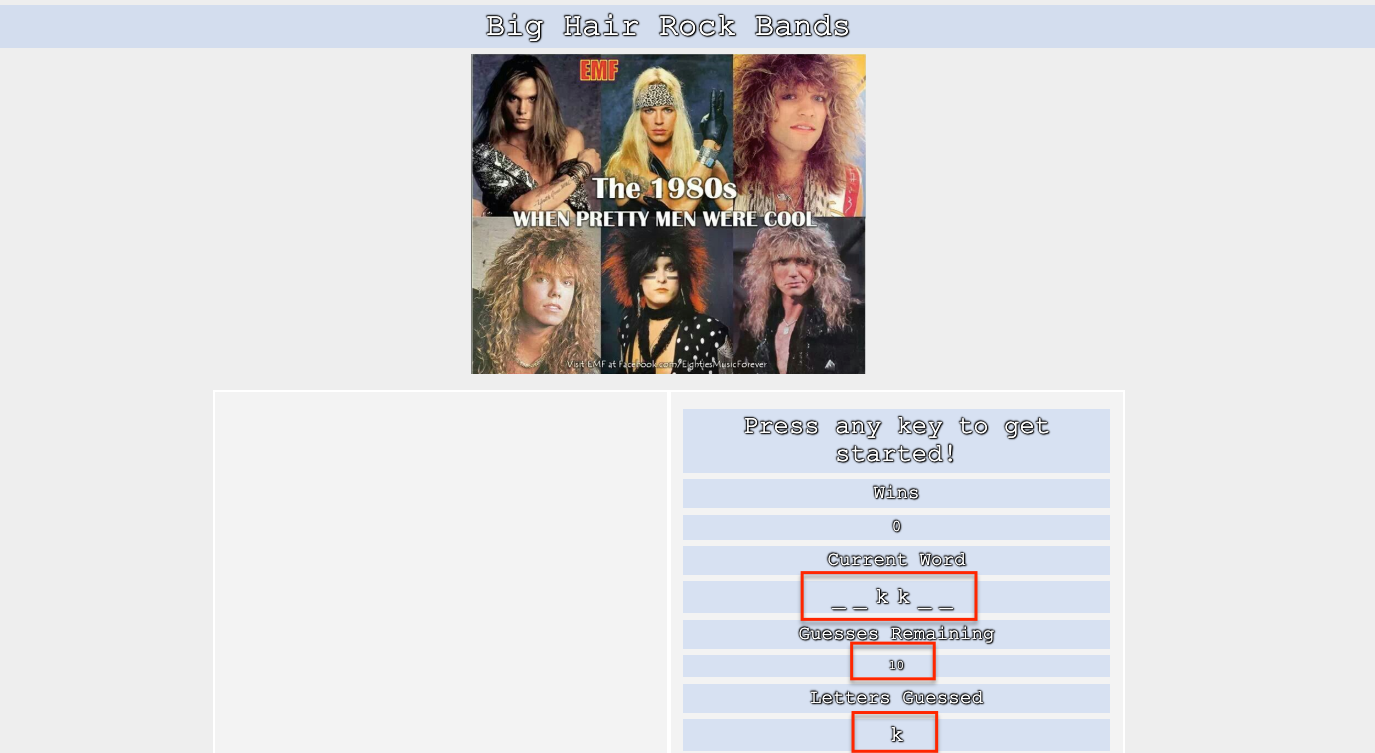 Big Hair Rock Bands
EMF
The 1980s
WHEN PRETTY MEN WERE COOL
Visit EMF at Facebook.com/EightiesMusicForever
Press any key to get
started!
Wins
0
Current Word
_ _ k k _ _
Guesses Remaining
10
Letters Guessed
k